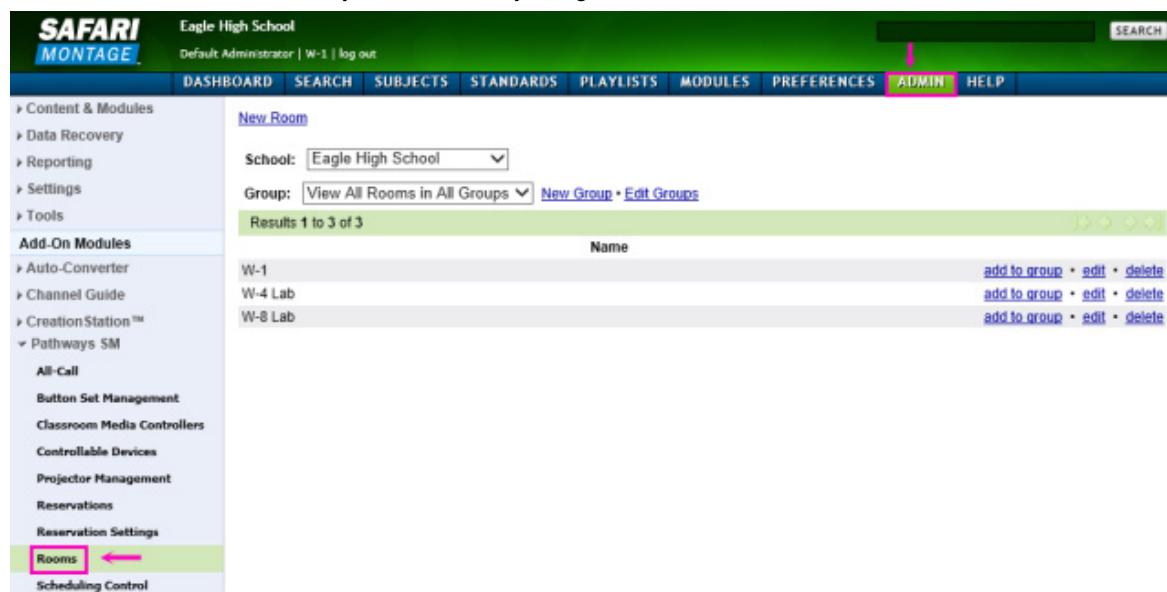 SAFARI
MONTAGE
Eagle High School
Default Administrator | W-1 | log out
SEARCH
DASHBOARD SEARCH SUBJECTS STANDARDS PLAYLISTS MODULES PREFERENCES ADMIN HELP
Content & Modules
Data Recovery
Reporting
Settings
Tools
Add-On Modules
Auto-Converter
Channel Guide
CreationStation™
Pathways SM
All-Call
Button Set Management
Classroom Media Controllers
Controllable Devices
Projector Management
Reservations
Reservation Settings
Rooms
Scheduling Control
New Room
School: Eagle High School
Group: View All Rooms in All Groups New Group • Edit Groups
Results 1 to 3 of 3
Name
W-1 add to group • edit • delete
W-4 Lab add to group • edit • delete
W-8 Lab add to group • edit • delete